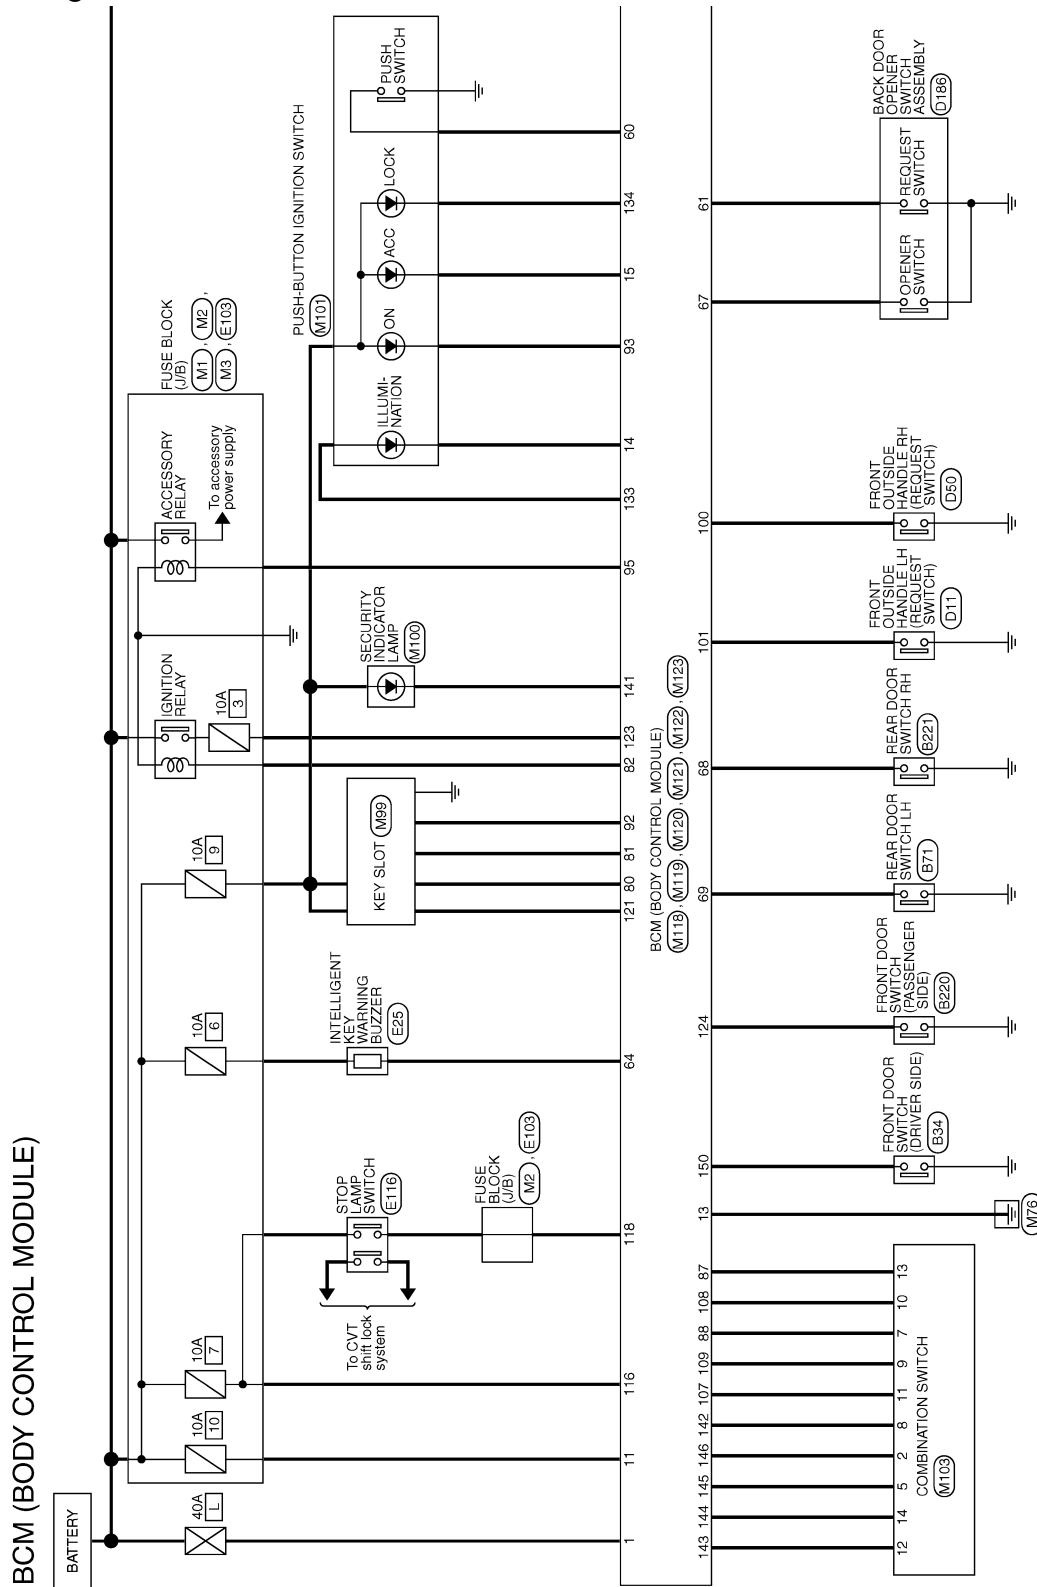 BCM (BODY CONTROL MODULE)
BATTERY
40A
L
10A
10
10A
7
10A
6
10A
9
IGNITION
RELAY
10A
3
ACCESSORY
RELAY
To accessory
power supply
FUSE BLOCK
(J/B)
M1 , M2 ,
M3 , E103
To CVT
shift lock
system
STOP
LAMP
SWITCH
E116
FUSE
BLOCK
(J/B)
M2 , E103
INTELLIGENT
KEY
WARNING
BUZZER
E25
KEY SLOT M99
SECURITY
INDICATOR
LAMP
M100
PUSH-BUTTON IGNITION SWITCH
M101
ILLUMI-
NATION
ON
ACC
LOCK
PUSH
SWITCH
1 11 116 118 64 121 80 81 92 82 123 141 95 133 14 93 15 134 60
BCM (BODY CONTROL MODULE)
M118 , M119 , M120 , M121 , M122 , M123
143 144 145 146 142 107 109 88 108 87 13 150 124 69 68 101 100 67 61
12 14 5 2 8 11 9 7 10 13
COMBINATION SWITCH
M103
M76
FRONT DOOR
SWITCH
(DRIVER SIDE)
B34
FRONT DOOR
SWITCH
(PASSENGER
SIDE)
B220
REAR DOOR
SWITCH LH
B71
REAR DOOR
SWITCH RH
B221
FRONT
OUTSIDE
HANDLE LH
(REQUEST
SWITCH)
D11
FRONT
OUTSIDE
HANDLE RH
(REQUEST
SWITCH)
D50
OPENER
SWITCH
REQUEST
SWITCH
BACK DOOR
OPENER
SWITCH
ASSEMBLY
D186